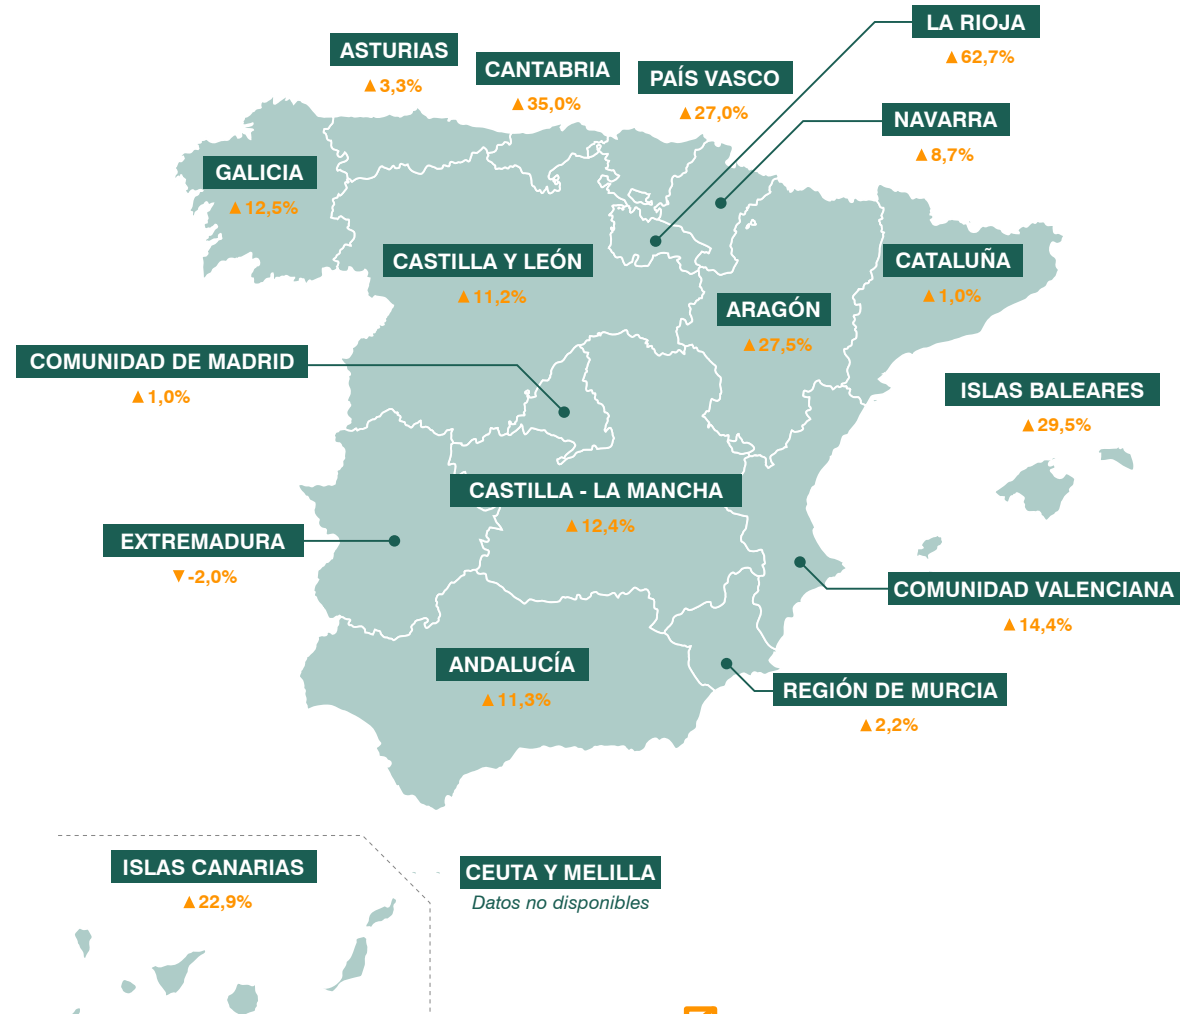 LA RIOJA
▲62,7%
ASTURIAS
▲3,3%
CANTABRIA
▲35,0%
PAÍS VASCO
▲27,0%
NAVARRA
▲8,7%
GALICIA
▲12,5%
CASTILLA Y LEÓN
▲11,2%
CATALUÑA
▲1,0%
ARAGÓN
▲27,5%
COMUNIDAD DE MADRID
▲1,0%
ISLAS BALEARES
▲29,5%
CASTILLA - LA MANCHA
▲12,4%
EXTREMADURA
▼-2,0%
COMUNIDAD VALENCIANA
▲14,4%
ANDALUCÍA
▲11,3%
REGIÓN DE MURCIA
▲2,2%
ISLAS CANARIAS
▲22,9%
CEUTA Y MELILLA
Datos no disponibles